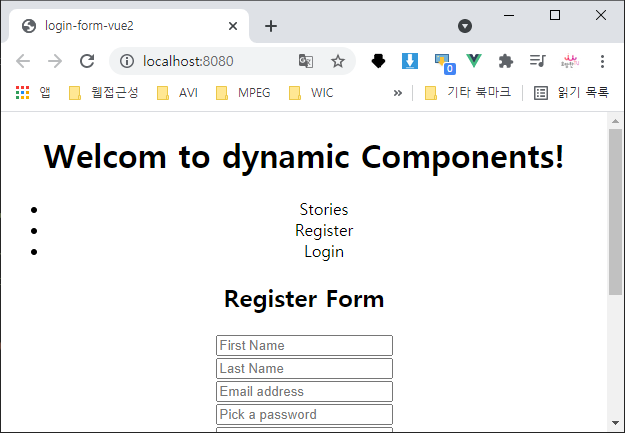 login-form-vue2
localhost:8080
0
앱 웹접근성 AVI MPEG WIC » 기타 북마크 읽기 목록
Welcom to dynamic Components!
Stories
Register
Login
Register Form
First Name
Last Name
Email address
Pick a password